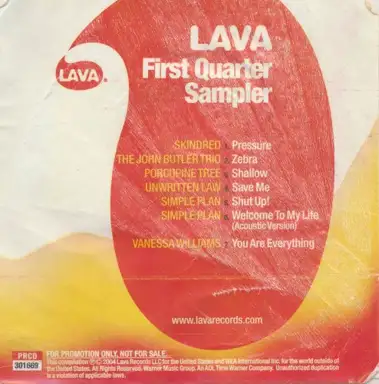 LAVA
First Quarter
Sampler
LAVA.
SKINDRED Pressure
THE JOHN BUTLER TRIO Zebra
PORCUPINE TREE Shallow
UNWRITTEN LAW Save Me
SIMPLE PLAN Shut Up!
SIMPLE PLAN Welcome To My Life
(Acoustic Version)
VANESSA WILLIAMS You Are Everything
www.lavarecords.com
PRCD
301669
FOR PROMOTION ONLY, NOT FOR SALE.
This compilation ℗ © 2004 Lava Records LLC for the United States and WEA International Inc. for the world outside of
the United States. All Rights Reserved. Warner Music Group. An AOL Time Warner Company. Unauthorized duplication
is a violation of applicable laws.